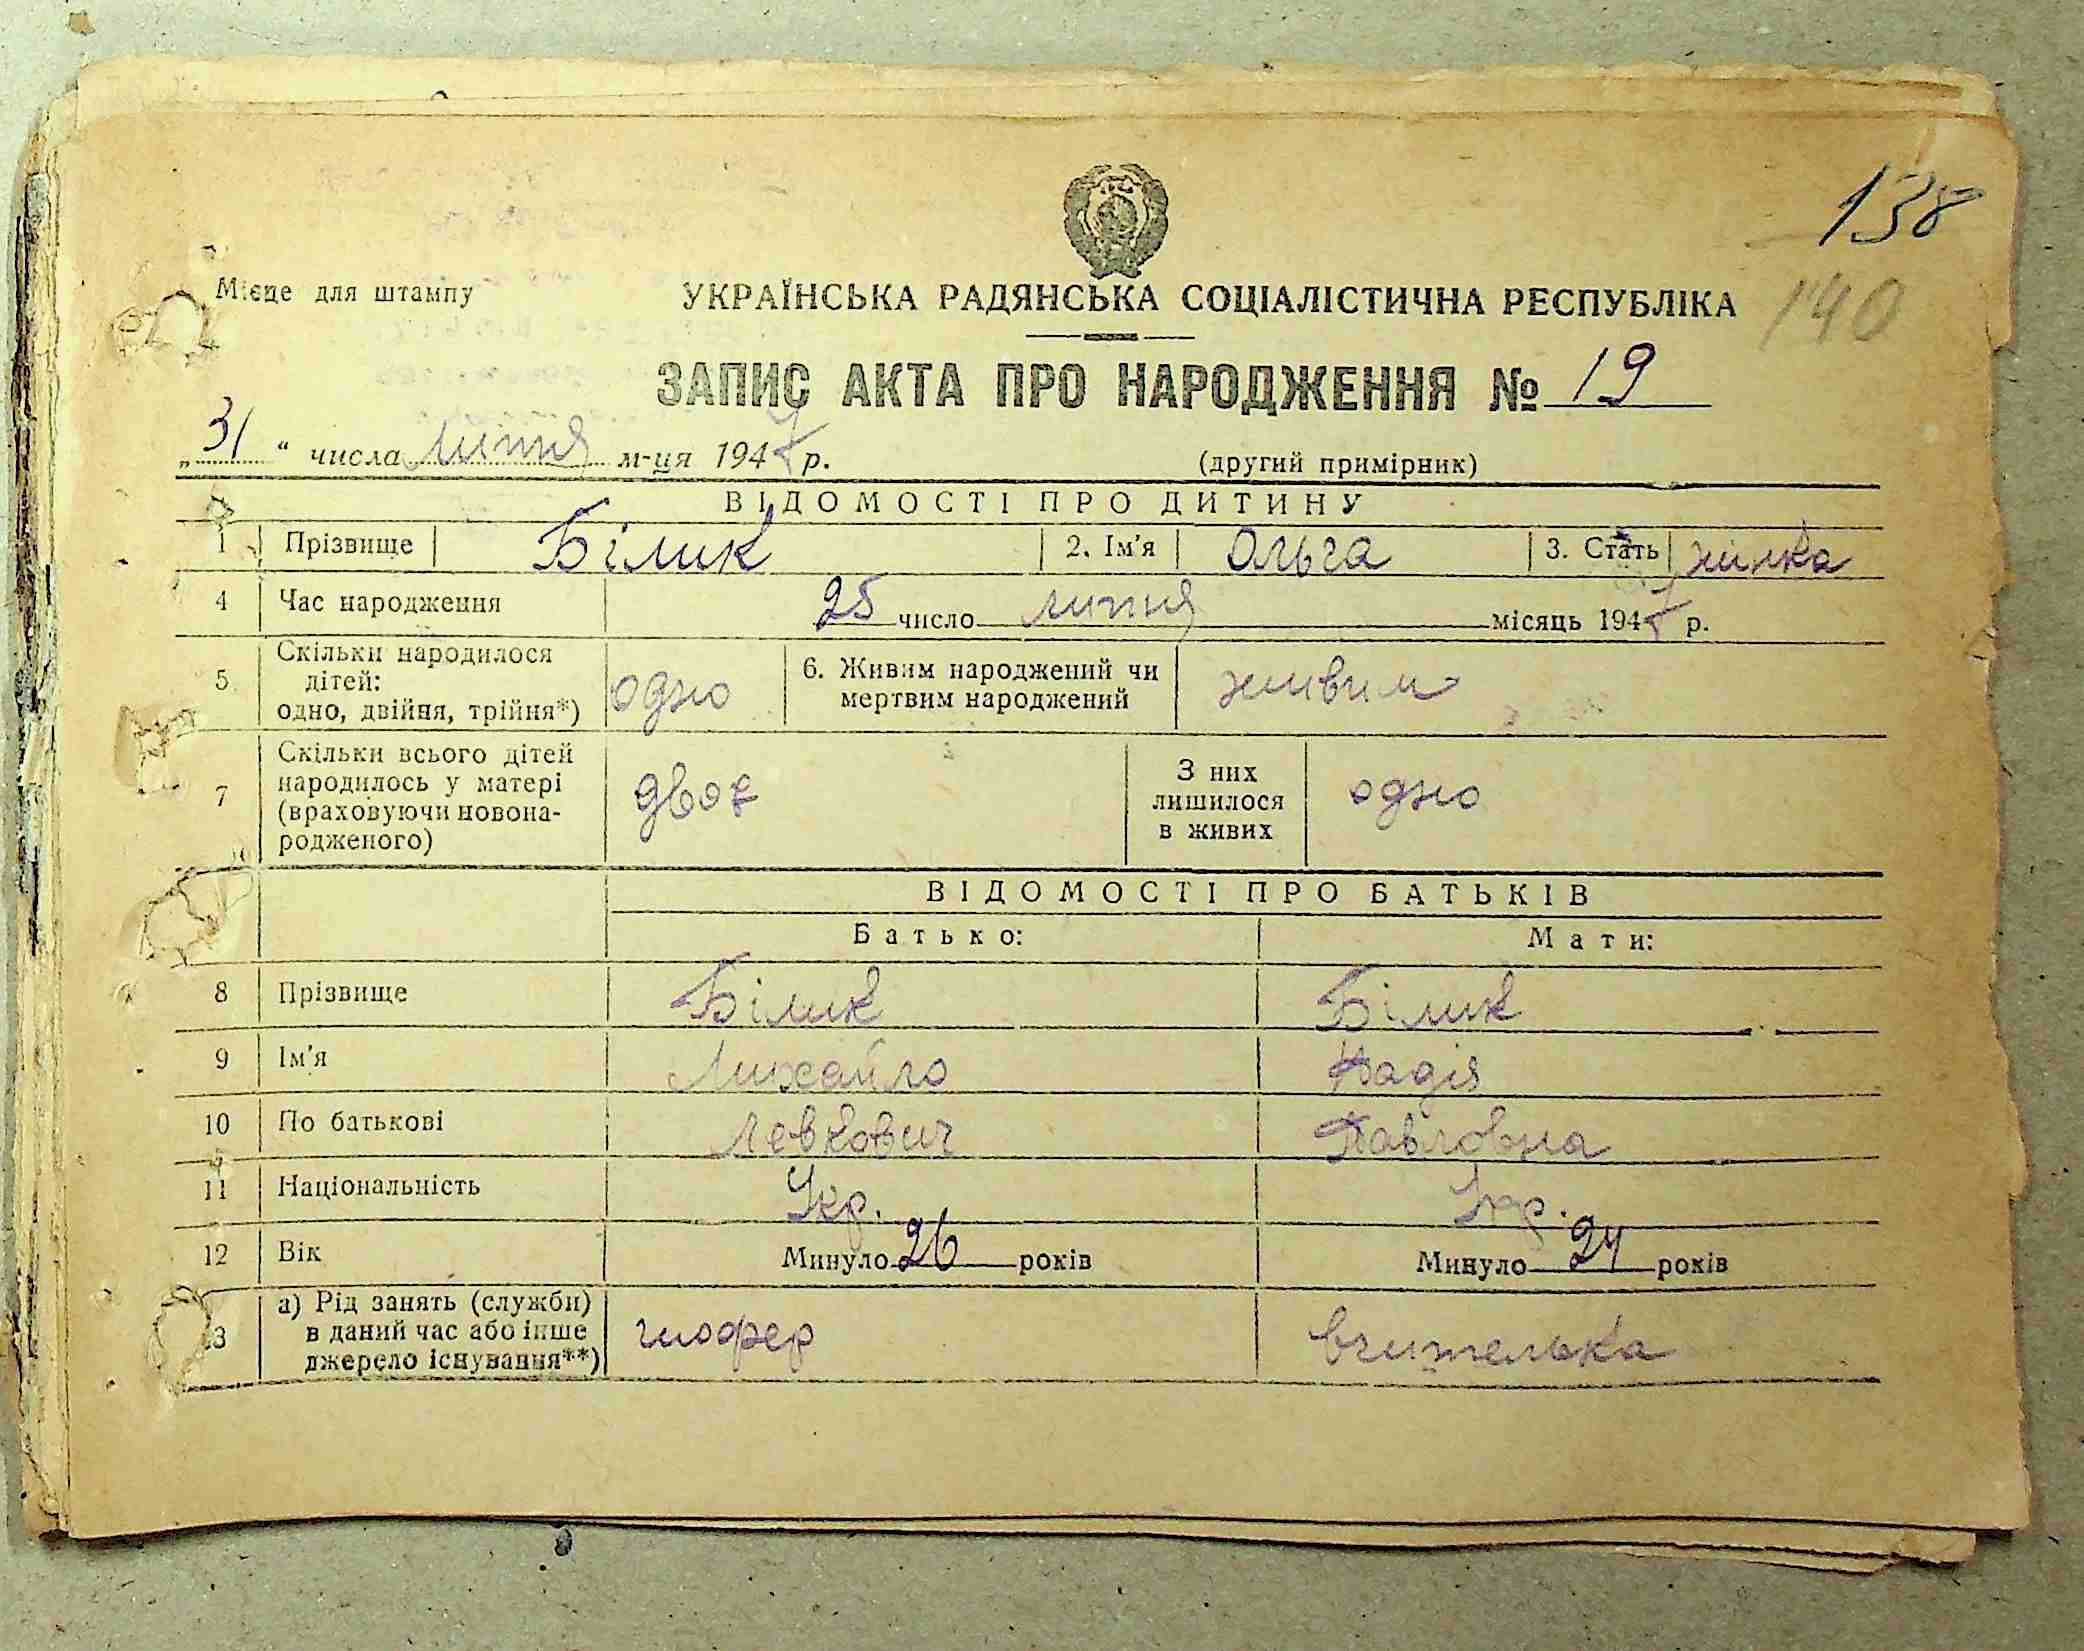 138
Місце для штампу
УКРАЇНСЬКА РАДЯНСЬКА СОЦІАЛІСТИЧНА РЕСПУБЛІКА 140
ЗАПИС АКТА ПРО НАРОДЖЕННЯ № 19
„31“ числа липня м-ця 1947 р.
(другий примірник)
ВІДОМОСТІ ПРО ДИТИНУ
1 Прізвище Білик 2. Ім'я Ольга 3. Стать жінка
4 Час народження 25 число липня місяць 1947 р.
5 Скільки народилося
дітей:
одно, двійня, трійня*) одно
6. Живим народжений чи
мертвим народжений живим
7 Скільки всього дітей
народилось у матері
(враховуючи новона-
родженого) двоє
З них
лишилося
в живих одно
ВІДОМОСТІ ПРО БАТЬКІВ
Батько: Мати:
8 Прізвище Білик Білик
9 Ім'я Михайло Надія
10 По батькові Левкович Павловна
11 Національність Укр. Укр.
12 Вік Минуло 26 років Минуло 24 років
13 а) Рід занять (служби)
в даний час або інше
джерело існування**) шофер вчителька